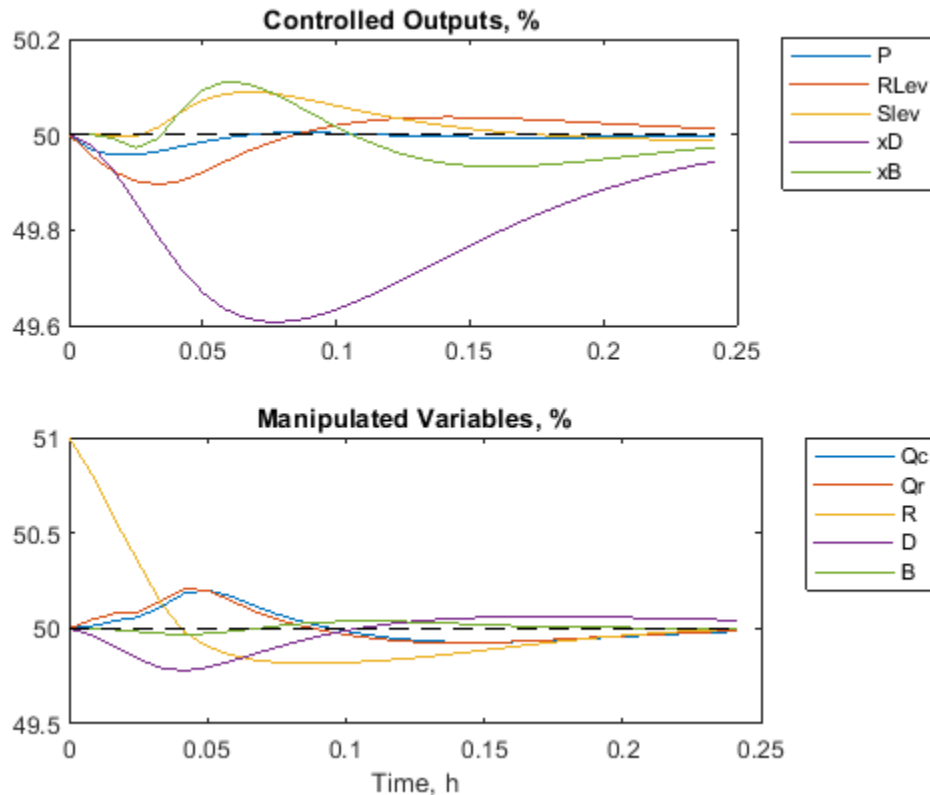 Controlled Outputs, %
50.2
50
49.8
49.6
0
0.05
0.1
0.15
0.2
0.25
P
RLev
Slev
xD
xB
Manipulated Variables, %
51
50.5
50
49.5
0
0.05
0.1
0.15
0.2
0.25
Time, h
Qc
Qr
R
D
B